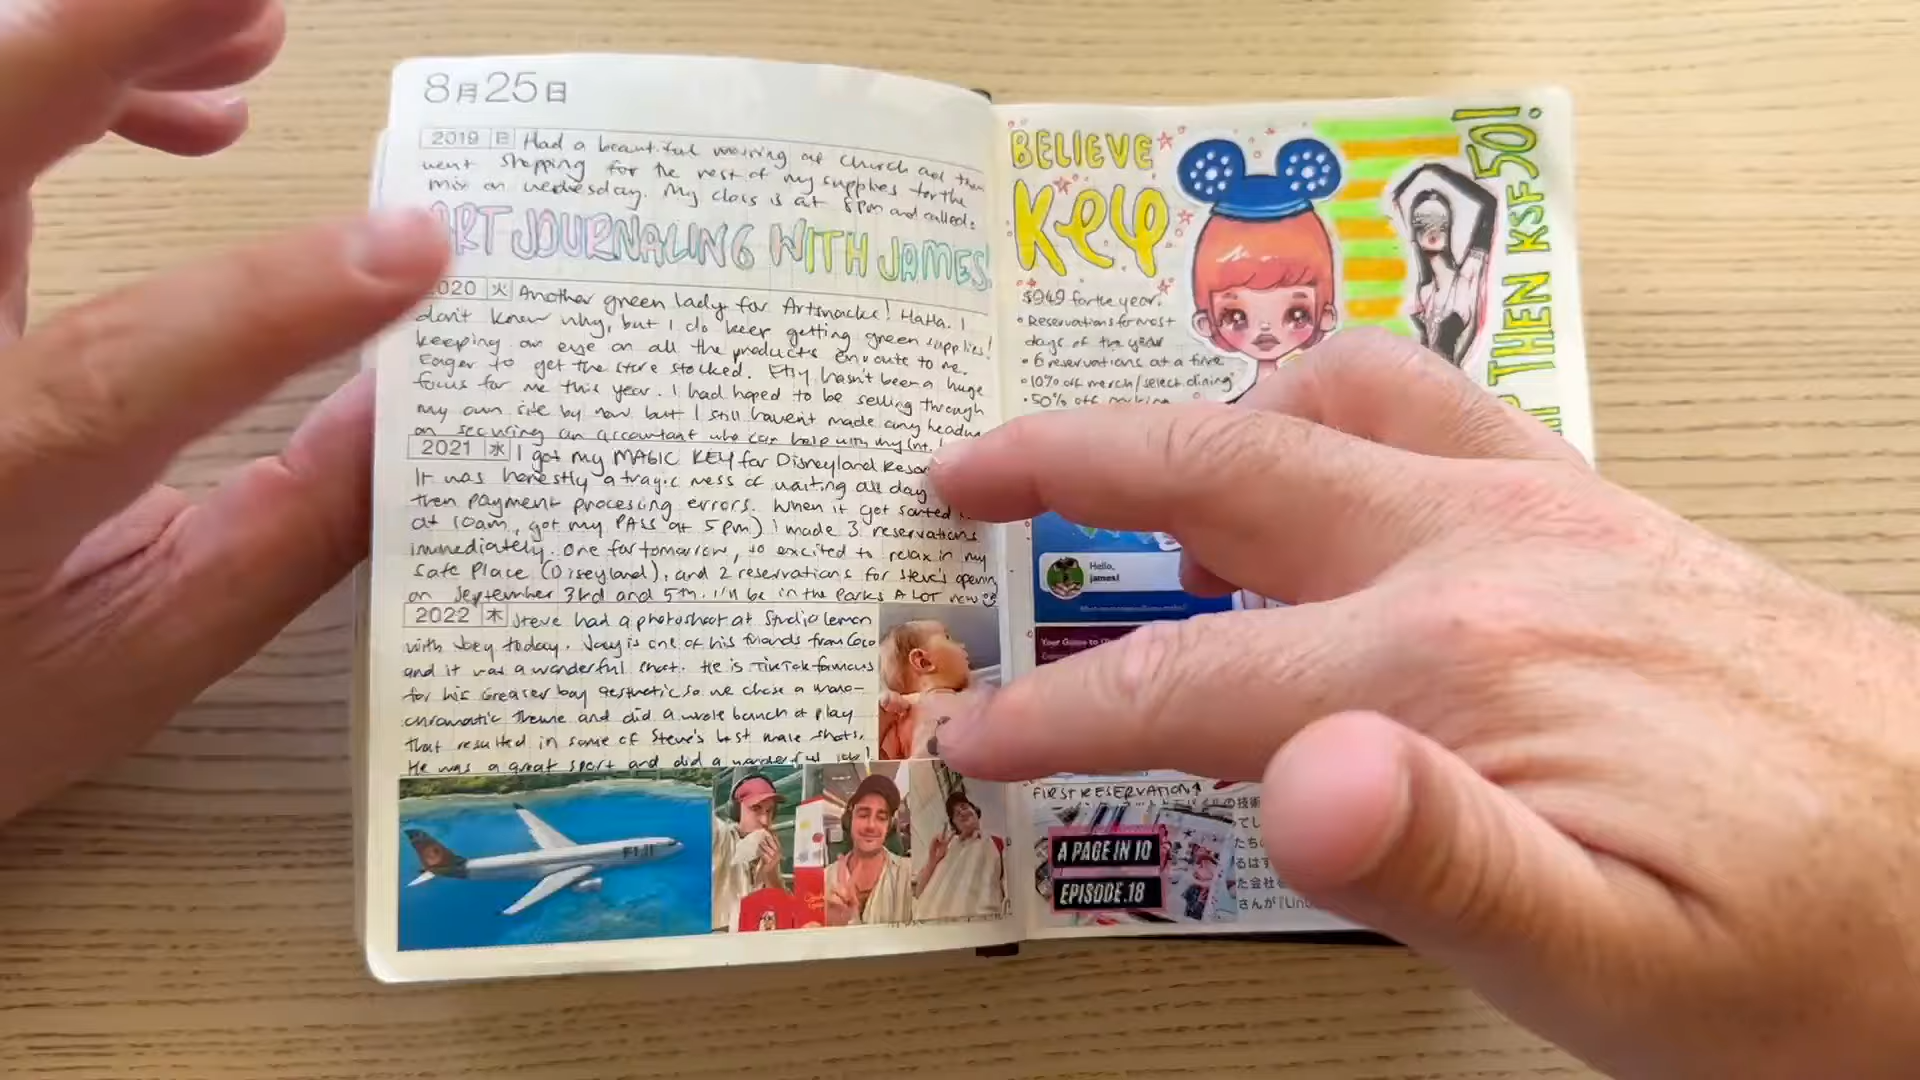 8月25日
2019 日 Had a beautiful morning at church and then
went shopping for the rest of my supplies for the
mix on wednesday. My class is at 8pm and called:
ART JOURNALING WITH JAMES!
2020 火 Another green lady for Artsnacks! HaHa. I
don't know why, but I do keep getting green supplies!
keeping an eye on all the products enroute to me.
Eager to get the store stocked. Etsy hasn't been a huge
focus for me this year. I had hoped to be selling through
my own site by now but I still havent made any headway
on securing an accountant who can help with my int.
2021 水 I got my MAGIC KEY for Disneyland
It was honestly a tragic mess of waiting all day
then payment processing errors. When it got sorted
at 10am, got my PASS at 5pm) I made 3 reservations
immediately. One for tomorrow, so excited to relax in my
Safe Place (Disneyland), and 2 reservations for Steve's opening
on September 3rd and 5th. I'll be in the Parks A LOT now
2022 木 Steve had a photoshoot at Studio lemon
with Joey today. Joey is one of his friends from Coco
and it was a wonderful shoot. He is TikTok famous
for his Greaser boy aesthetic so we chose a mono-
chromatic theme and did a whole bunch of play
that resulted in some of Steve's best male shots.
He was a great sport and did a wonderful job!
FIJI
BELIEVE
KEY
$949 for the year.
• Reservations for most
days of the year
• 6 reservations at a time
• 10% off merch/select dining
• 50% off parking
THEN KSF 50!
Hello,
james!
Your Guide to
FIRST RESERVATION!
の技術
A PAGE IN 10
EPISODE.18